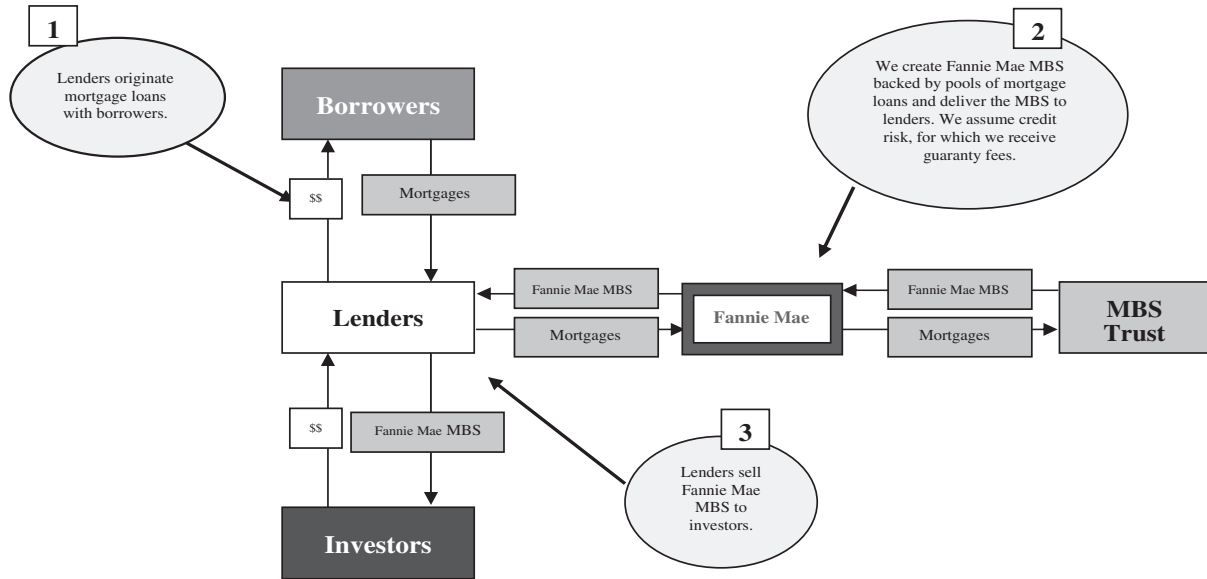 1
Lenders originate
mortgage loans
with borrowers.
2
We create Fannie Mae MBS
backed by pools of mortgage
loans and deliver the MBS to
lenders. We assume credit
risk, for which we receive
guaranty fees.
Borrowers
$$
Mortgages
Lenders
Fannie Mae MBS
Mortgages
Fannie Mae
Fannie Mae MBS
Mortgages
MBS
Trust
$$
Fannie Mae MBS
3
Lenders sell
Fannie Mae
MBS to
investors.
Investors